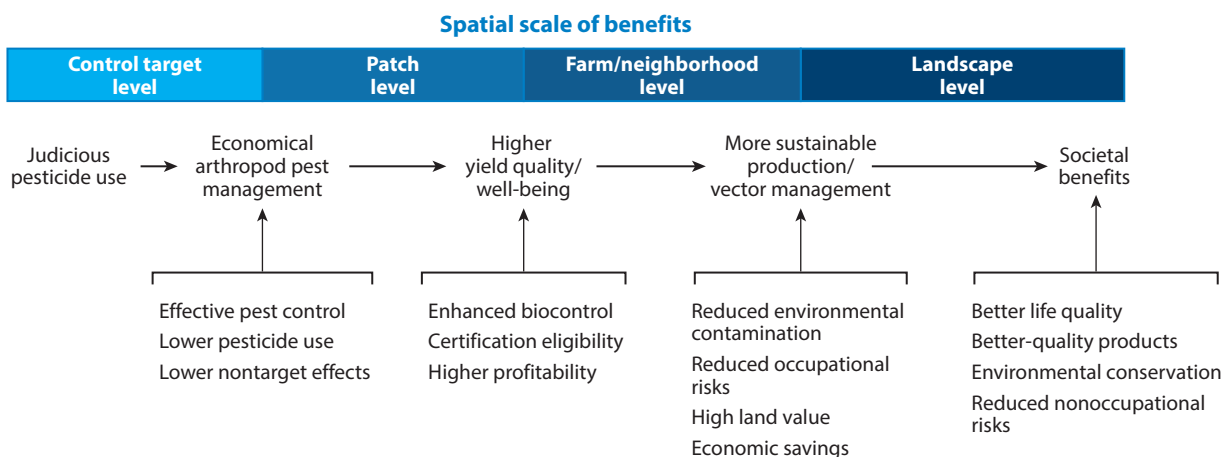 Spatial scale of benefits
Control target
level
Patch
level
Farm/neighborhood
level
Landscape
level
Judicious
pesticide use
Economical
arthropod pest
management
Higher
yield quality/
well-being
More sustainable
production/
vector management
Societal
benefits
Effective pest control
Lower pesticide use
Lower nontarget effects
Enhanced biocontrol
Certification eligibility
Higher profitability
Reduced environmental
contamination
Reduced occupational
risks
High land value
Economic savings
Better life quality
Better-quality products
Environmental conservation
Reduced nonoccupational
risks